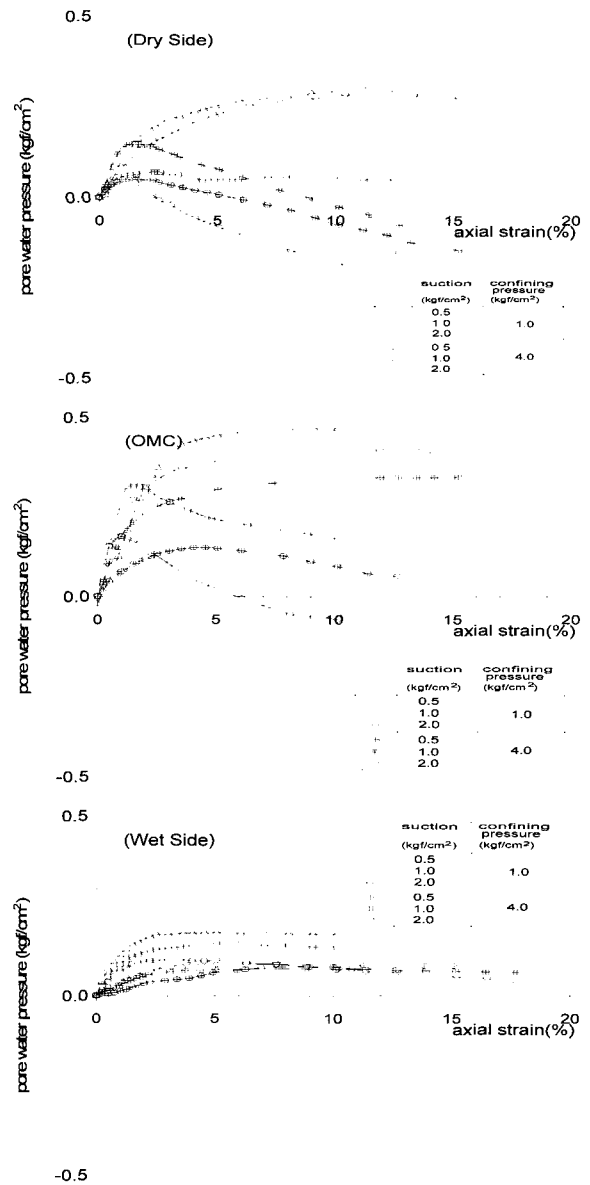 0.5
(Dry Side)
pore water pressure (kgf/cm²)
0.0
0 5 10 15 20
axial strain(%)
suction confining pressure
(kgf/cm²) (kgf/cm²)
0.5
1.0 1.0
2.0
0.5
1.0 4.0
2.0
-0.5
0.5
(OMC)
pore water pressure (kgf/cm²)
0.0
0 5 10 15 20
axial strain(%)
suction confining pressure
(kgf/cm²) (kgf/cm²)
0.5
1.0 1.0
2.0
0.5
1.0 4.0
2.0
-0.5
0.5
(Wet Side)
suction confining pressure
(kgf/cm²) (kgf/cm²)
0.5
1.0 1.0
2.0
0.5
1.0 4.0
2.0
pore water pressure (kgf/cm²)
0.0
0 5 10 15 20
axial strain(%)
-0.5